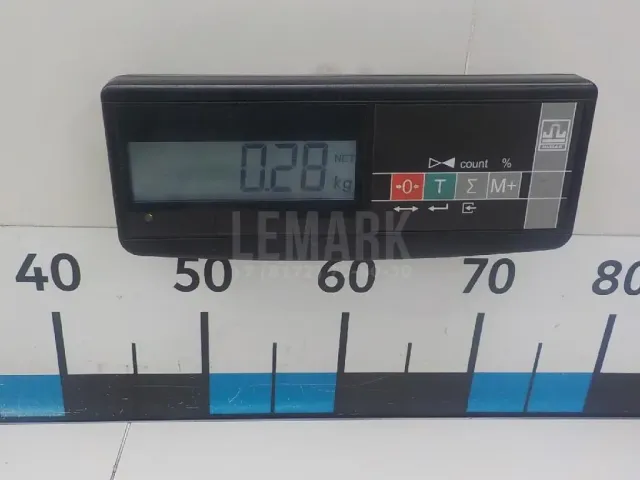 0.28 NET kg
count %
→0← T Σ M+
LEMARK
40 50 60 70 80